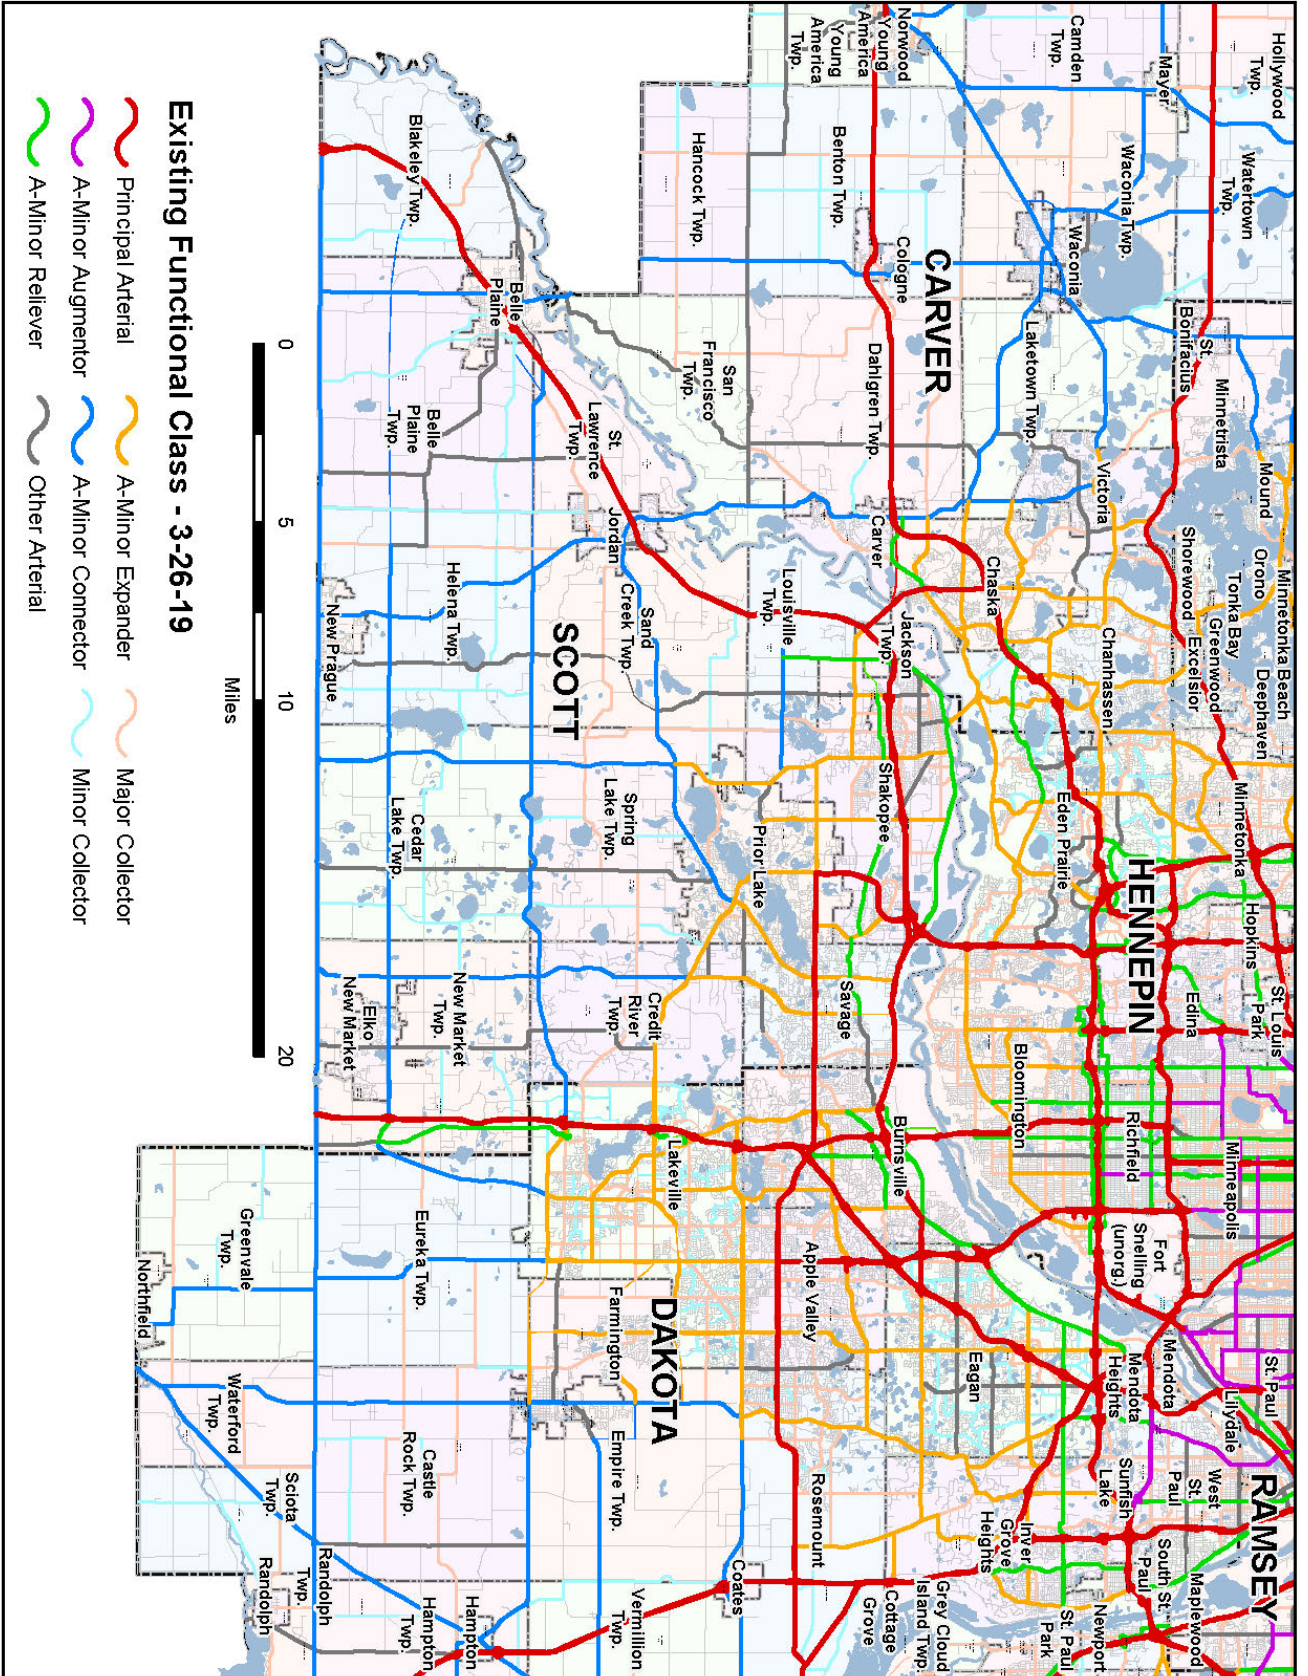 Hollywood
Twp.
Watertown
Twp.
Camden
Twp.
Mayer
Waconia Twp.
Waconia
Norwood
Young
America
Young
America
Twp.
Benton Twp.
Cologne
Hancock Twp.
CARVER
Dahlgren Twp.
Laketown Twp.
St.
Bonifacius
Minnetrista
Mound
Orono
Minnetonka Beach
Tonka Bay
Greenwood
Deephaven
Shorewood
Excelsior
Victoria
Chanhassen
Chaska
Carver
San
Francisco
Twp.
Jackson
Twp.
Louisville
Twp.
Shakopee
Minnetonka
Eden Prairie
HENNEPIN
Hopkins
St. Louis
Park
Edina
Bloomington
Richfield
Minneapolis
Fort
Snelling
(unorg.)
St. Paul
Lilydale
Mendota
Mendota
Heights
RAMSEY
West
St.
Paul
Sunfish
Lake
South St.
Paul
Maplewood
Newport
St. Paul
Park
Inver
Grove
Heights
Grey Cloud
Island Twp.
Cottage
Grove
Eagan
Burnsville
Savage
Prior Lake
Apple Valley
Rosemount
Coates
Blakeley Twp.
Belle
Plaine
Belle
Plaine
Twp.
St.
Lawrence
Twp.
Jordan
Sand
Creek Twp.
SCOTT
Helena Twp.
New Prague
Spring
Lake Twp.
Cedar
Lake Twp.
Credit
River
Twp.
New Market
Twp.
Elko
New Market
Lakeville
DAKOTA
Farmington
Empire Twp.
Vermillion
Twp.
Eureka Twp.
Castle
Rock Twp.
Hampton
Hampton
Twp.
Greenvale
Twp.
Northfield
Waterford
Twp.
Sciota
Twp.
Randolph
Twp.
Randolph
0 5 10 20
Miles
Existing Functional Class - 3-26-19
Principal Arterial
A-Minor Expander
Major Collector
A-Minor Augmentor
A-Minor Connector
Minor Collector
A-Minor Reliever
Other Arterial